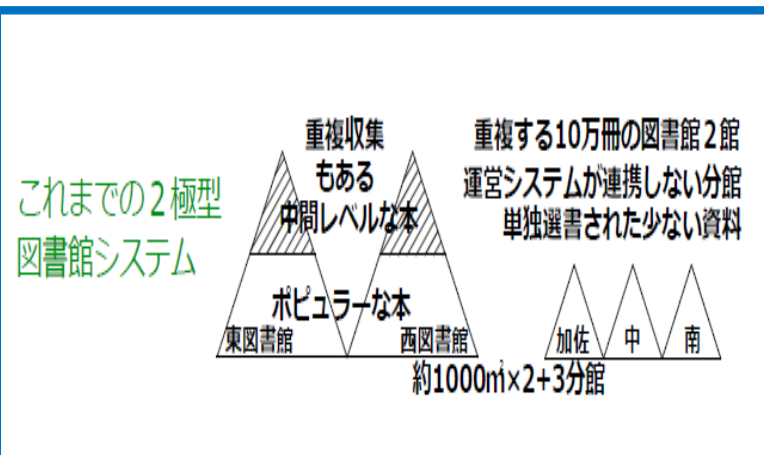 これまでの２極型
図書館システム
重複収集
もある
中間レベルな本
ポピュラーな本
東図書館
西図書館
重複する10万冊の図書館２館
運営システムが連携しない分館
単独選書された少ない資料
加佐
中
南
約1000㎡×2+3分館